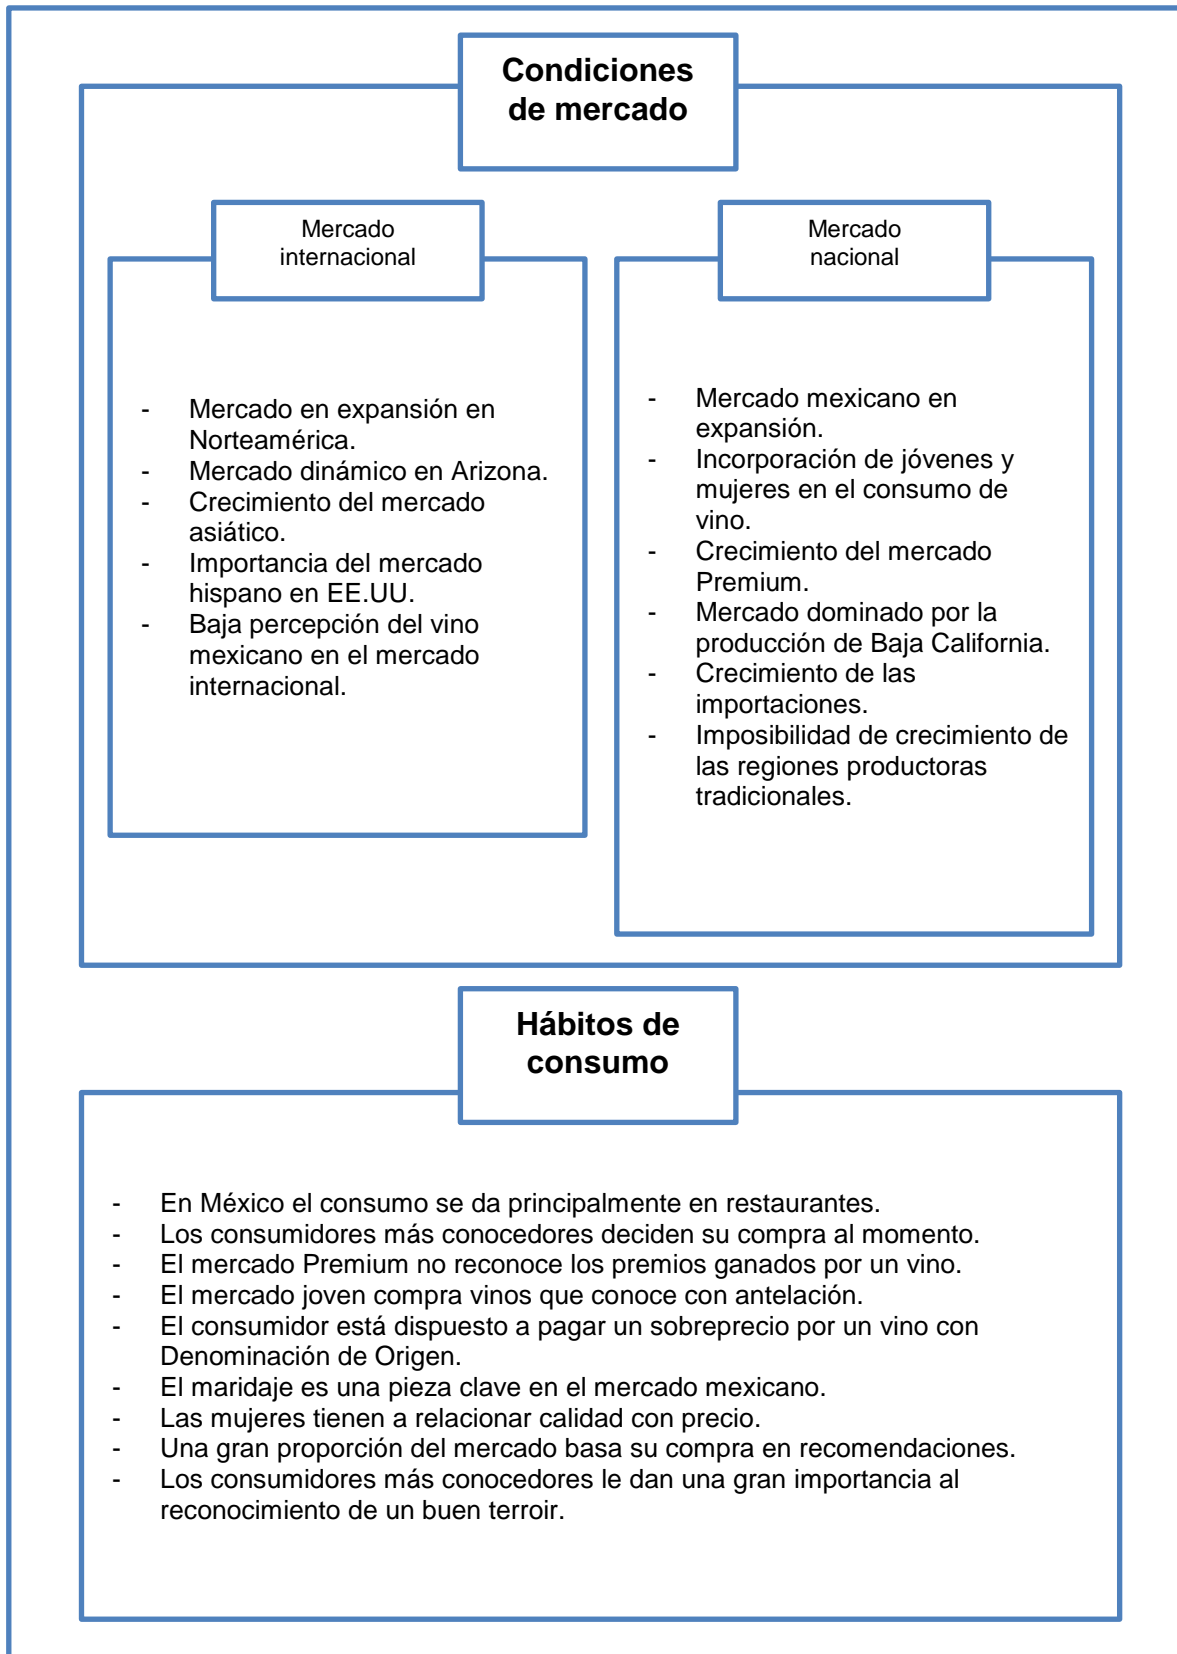 Condiciones
de mercado
Mercado
internacional
- Mercado en expansión en
Norteamérica.
- Mercado dinámico en Arizona.
- Crecimiento del mercado
asiático.
- Importancia del mercado
hispano en EE.UU.
- Baja percepción del vino
mexicano en el mercado
internacional.
Mercado
nacional
- Mercado mexicano en
expansión.
- Incorporación de jóvenes y
mujeres en el consumo de
vino.
- Crecimiento del mercado
Premium.
- Mercado dominado por la
producción de Baja California.
- Crecimiento de las
importaciones.
- Imposibilidad de crecimiento de
las regiones productoras
tradicionales.
Hábitos de
consumo
- En México el consumo se da principalmente en restaurantes.
- Los consumidores más conocedores deciden su compra al momento.
- El mercado Premium no reconoce los premios ganados por un vino.
- El mercado joven compra vinos que conoce con antelación.
- El consumidor está dispuesto a pagar un sobreprecio por un vino con
Denominación de Origen.
- El maridaje es una pieza clave en el mercado mexicano.
- Las mujeres tienen a relacionar calidad con precio.
- Una gran proporción del mercado basa su compra en recomendaciones.
- Los consumidores más conocedores le dan una gran importancia al
reconocimiento de un buen terroir.